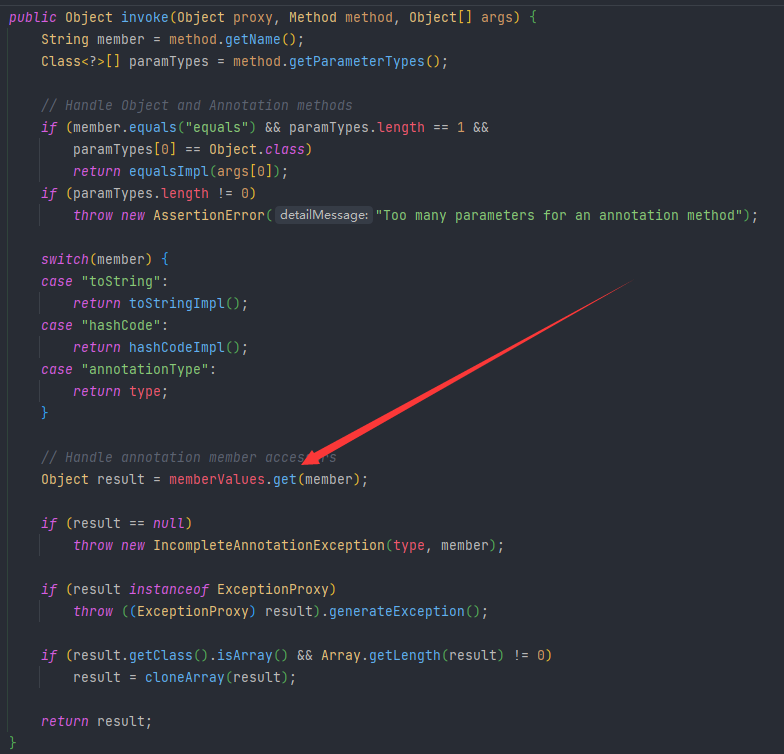 public Object invoke(Object proxy, Method method, Object[] args) {
String member = method.getName();
Class<?>[] paramTypes = method.getParameterTypes();
// Handle Object and Annotation methods
if (member.equals("equals") && paramTypes.length == 1 &&
paramTypes[0] == Object.class)
return equalsImpl(args[0]);
if (paramTypes.length != 0)
throw new AssertionError( detailMessage: "Too many parameters for an annotation method");
switch(member) {
case "toString":
return toStringImpl();
case "hashCode":
return hashCodeImpl();
case "annotationType":
return type;
}
// Handle annotation member accessors
Object result = memberValues.get(member);
if (result == null)
throw new IncompleteAnnotationException(type, member);
if (result instanceof ExceptionProxy)
throw ((ExceptionProxy) result).generateException();
if (result.getClass().isArray() && Array.getLength(result) != 0)
result = cloneArray(result);
return result;
}